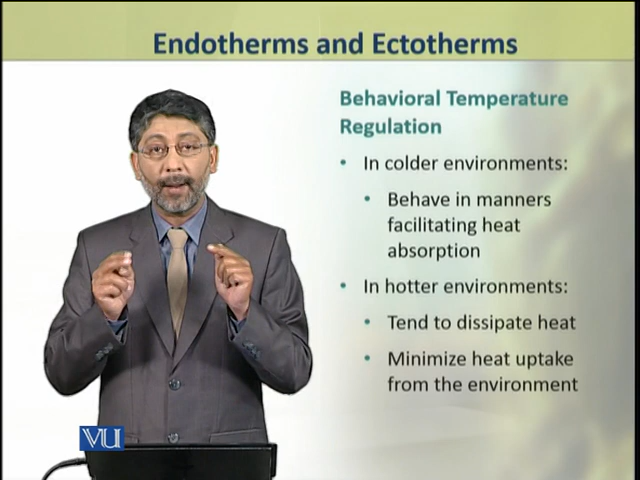 Endotherms and Ectotherms
Behavioral Temperature
Regulation
• In colder environments:
• Behave in manners
facilitating heat
absorption
• In hotter environments:
• Tend to dissipate heat
• Minimize heat uptake
from the environment
VU